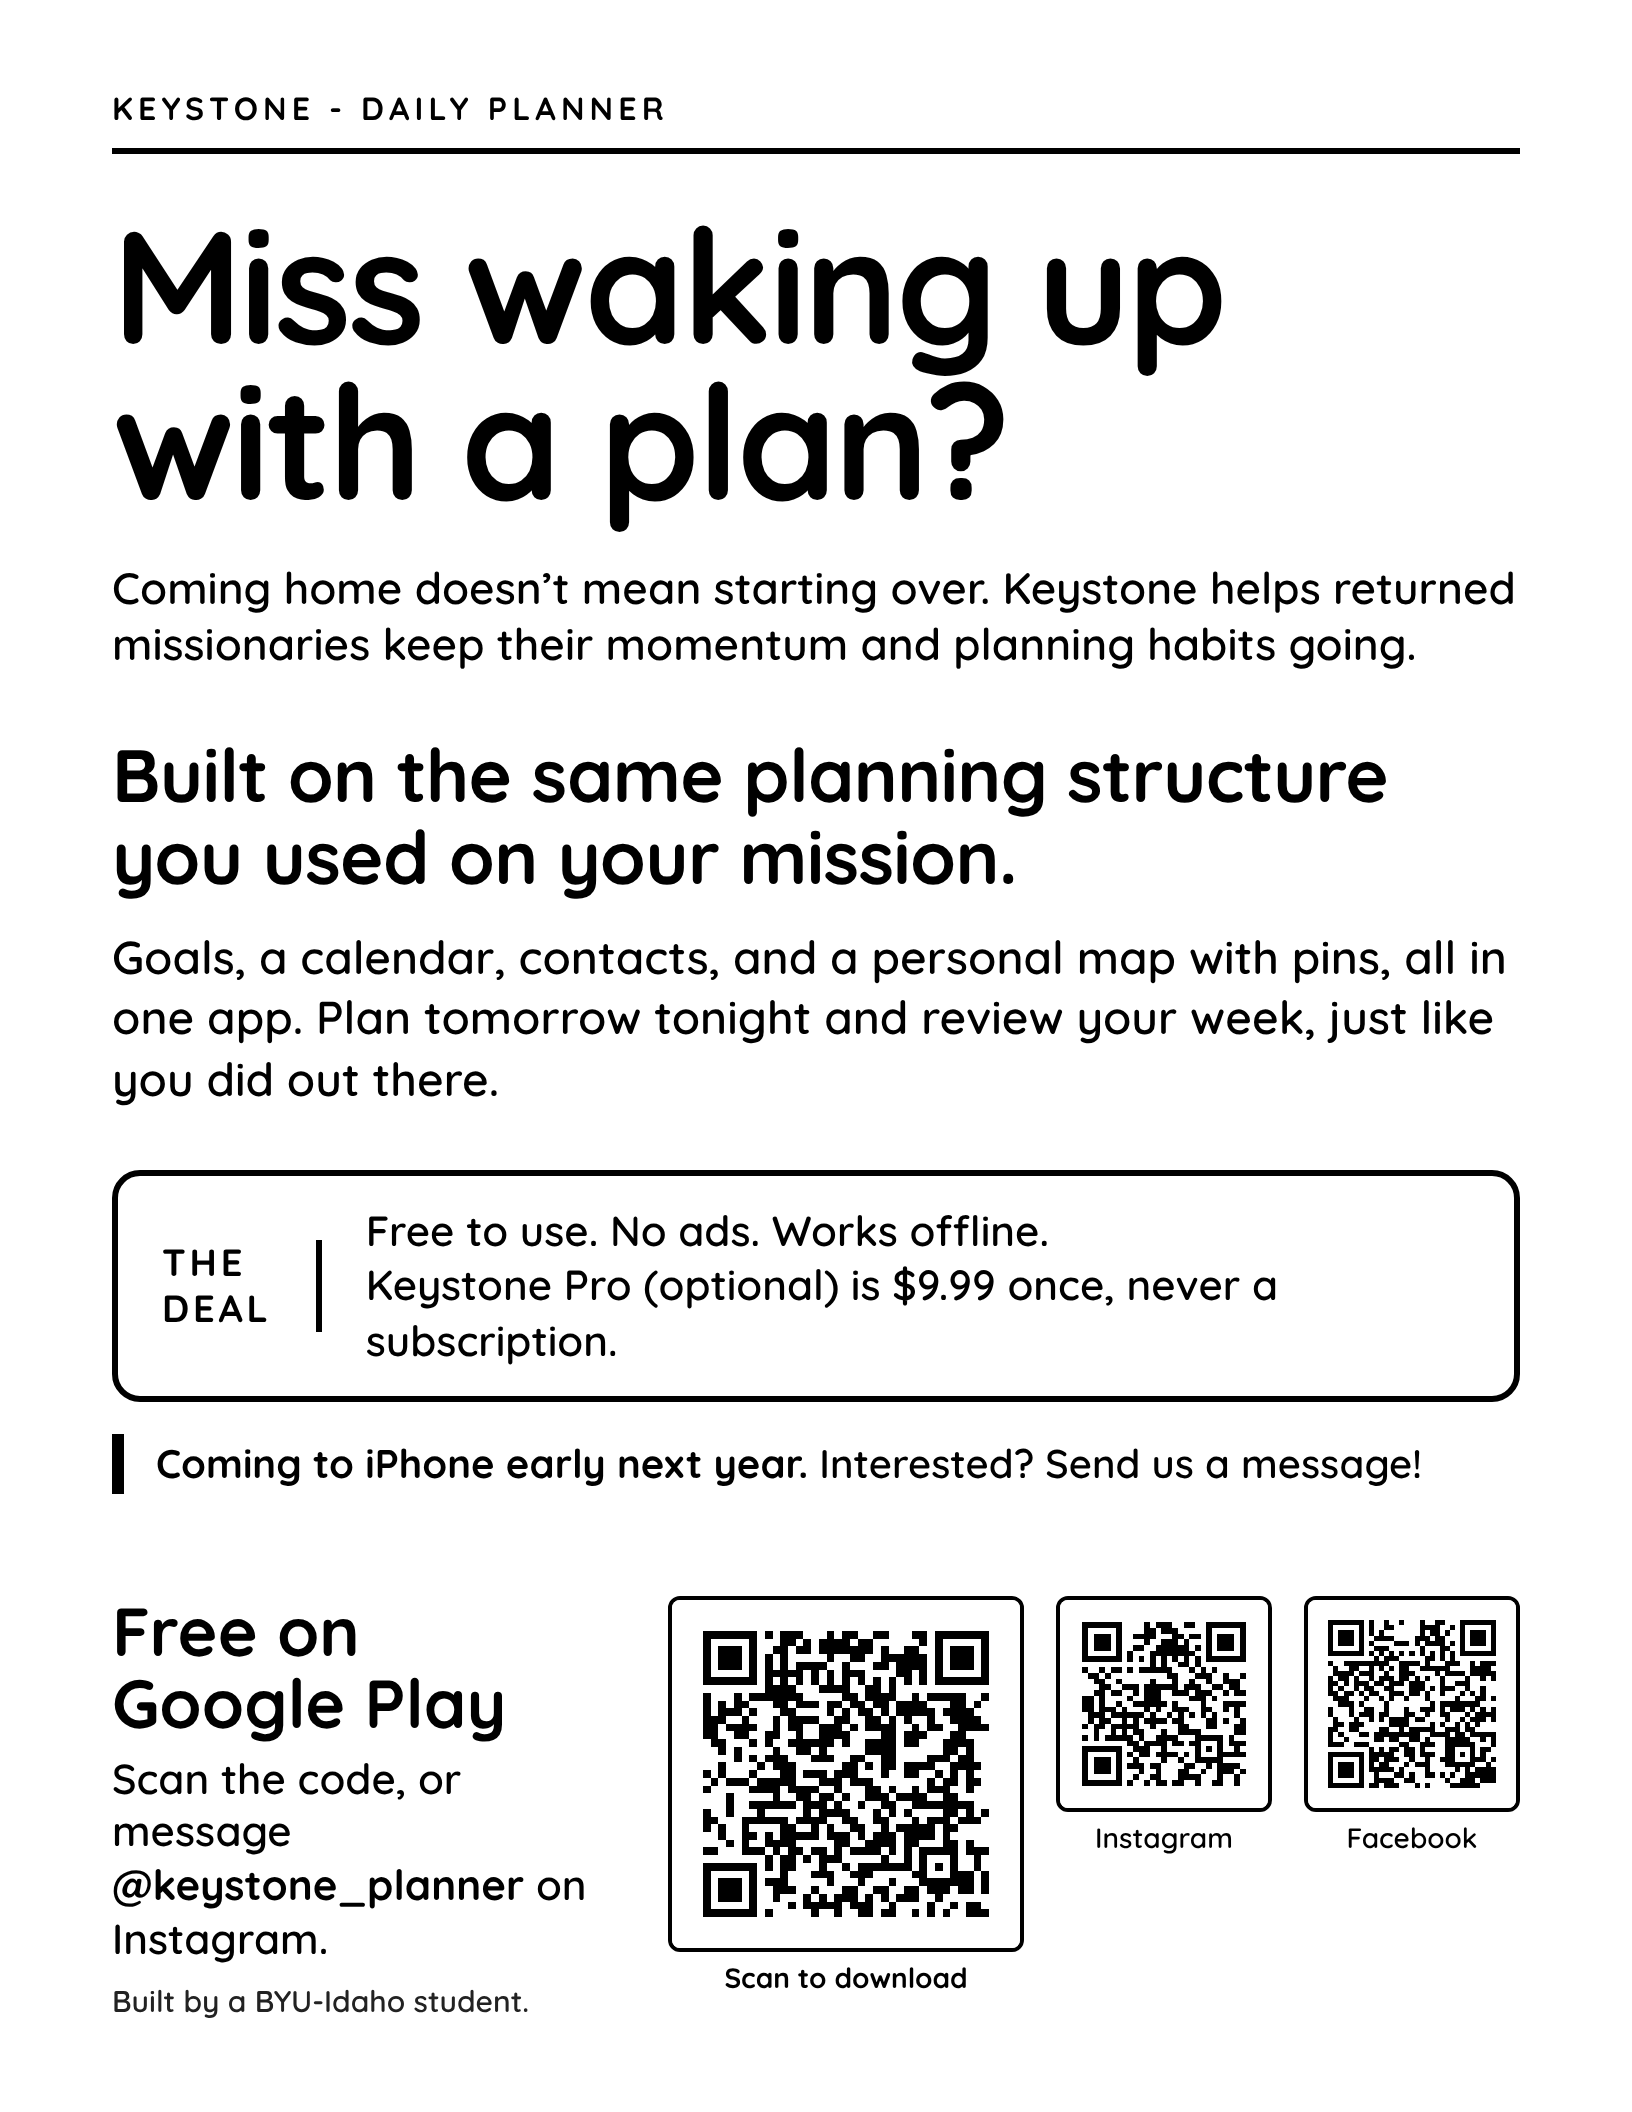 KEYSTONE - DAILY PLANNER
Miss waking up
with a plan?
Coming home doesn’t mean starting over. Keystone helps returned
missionaries keep their momentum and planning habits going.
Built on the same planning structure
you used on your mission.
Goals, a calendar, contacts, and a personal map with pins, all in
one app. Plan tomorrow tonight and review your week, just like
you did out there.
THE
DEAL
Free to use. No ads. Works offline.
Keystone Pro (optional) is $9.99 once, never a
subscription.
Coming to iPhone early next year. Interested? Send us a message!
Free on
Google Play
Scan the code, or
message
@keystone_planner on
Instagram.
Built by a BYU-Idaho student.
Scan to download
Instagram
Facebook